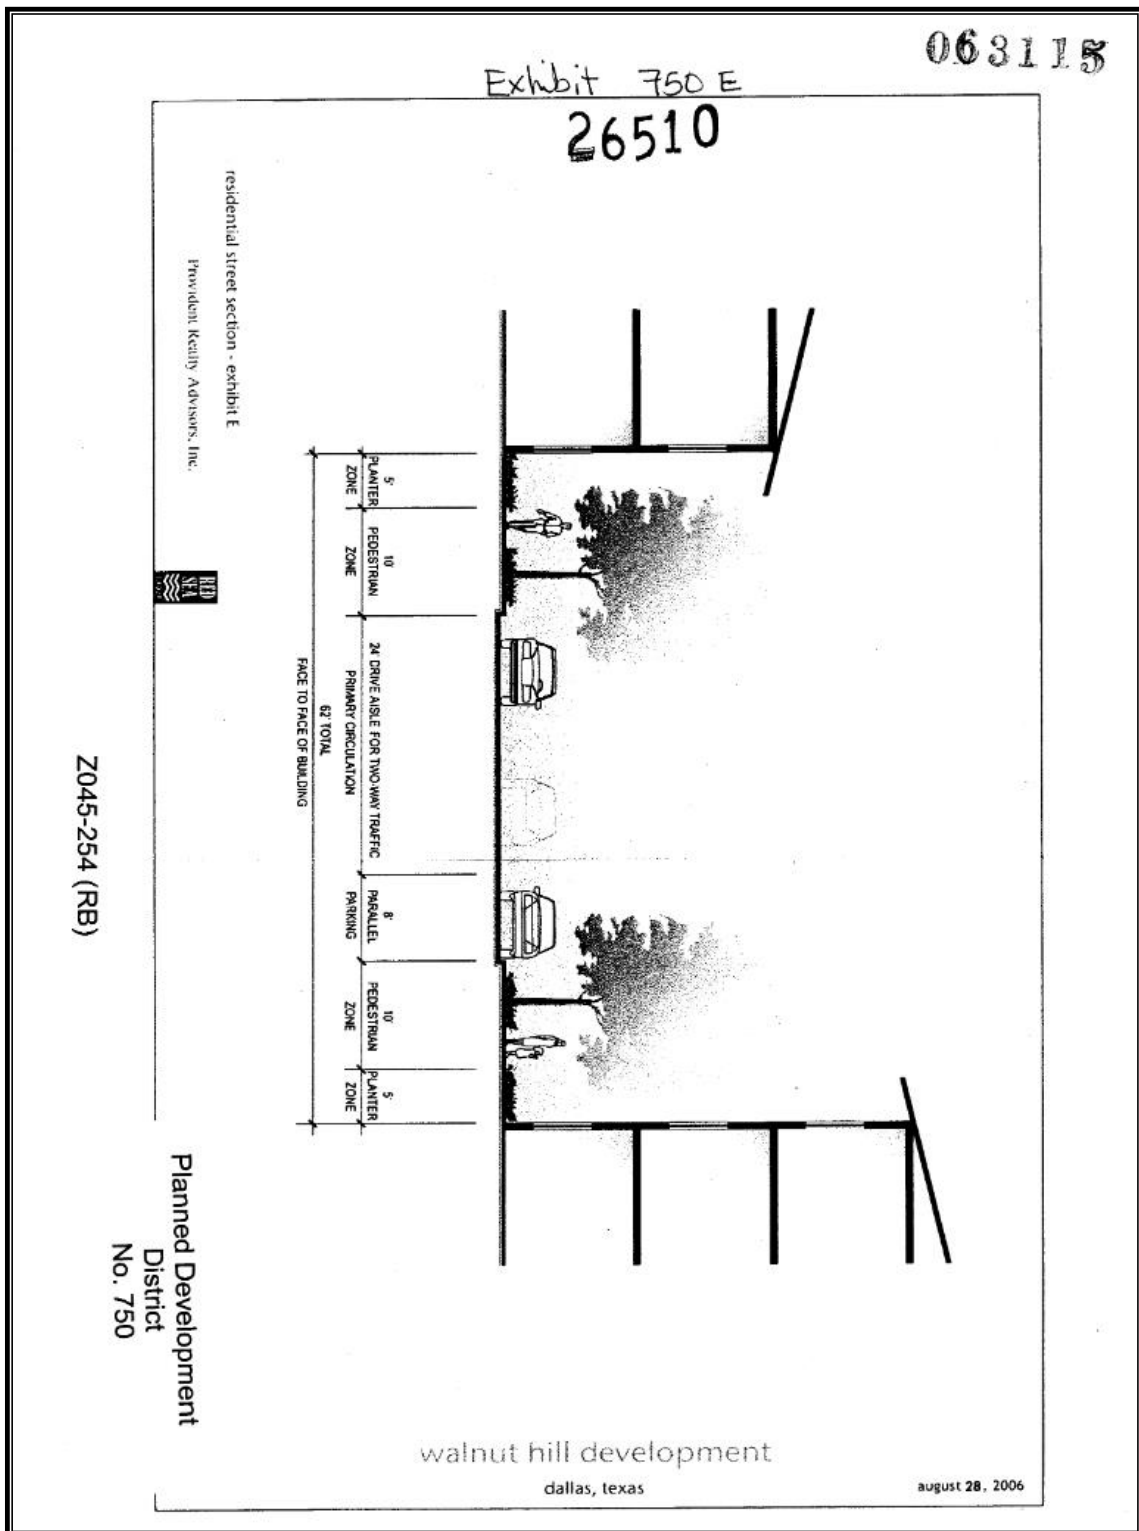 063115
Exhibit 750 E
26510
residential street section - exhibit E
Provident Realty Advisors, Inc.
RED
SEA
5'
PLANTER
ZONE
10'
PEDESTRIAN
ZONE
24' DRIVE AISLE FOR TWO-WAY TRAFFIC
PRIMARY CIRCULATION
8'
PARALLEL
PARKING
10'
PEDESTRIAN
ZONE
5'
PLANTER
ZONE
62' TOTAL
FACE TO FACE OF BUILDING
Z045-254 (RB)
Planned Development
District
No. 750
walnut hill development
dallas, texas
august 28, 2006